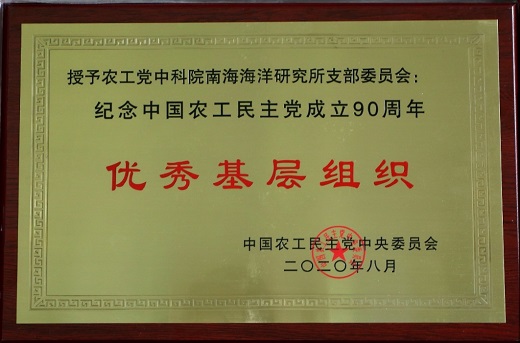 授予农工党中科院南海海洋研究所支部委员会：
纪念中国农工民主党成立90周年
优秀基层组织
中国农工民主党中央委员会
二〇二〇年八月